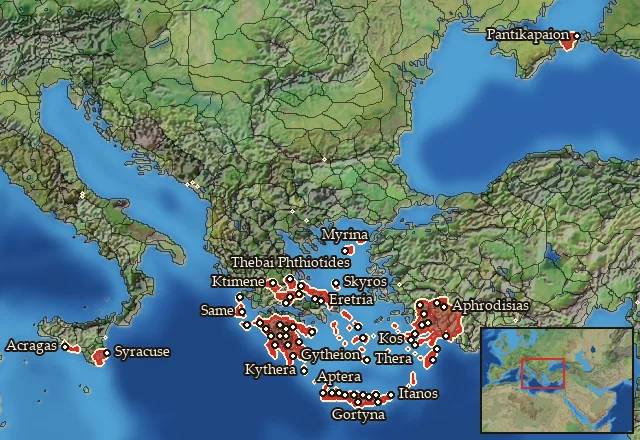 Pantikapaion
Myrina
Thebai Phthiotides
Ktimene
Skyros
Eretria
Same
Aphrodisias
Acragas
Syracuse
Kos
Gytheion
Thera
Kythera
Aptera
Itanos
Gortyna